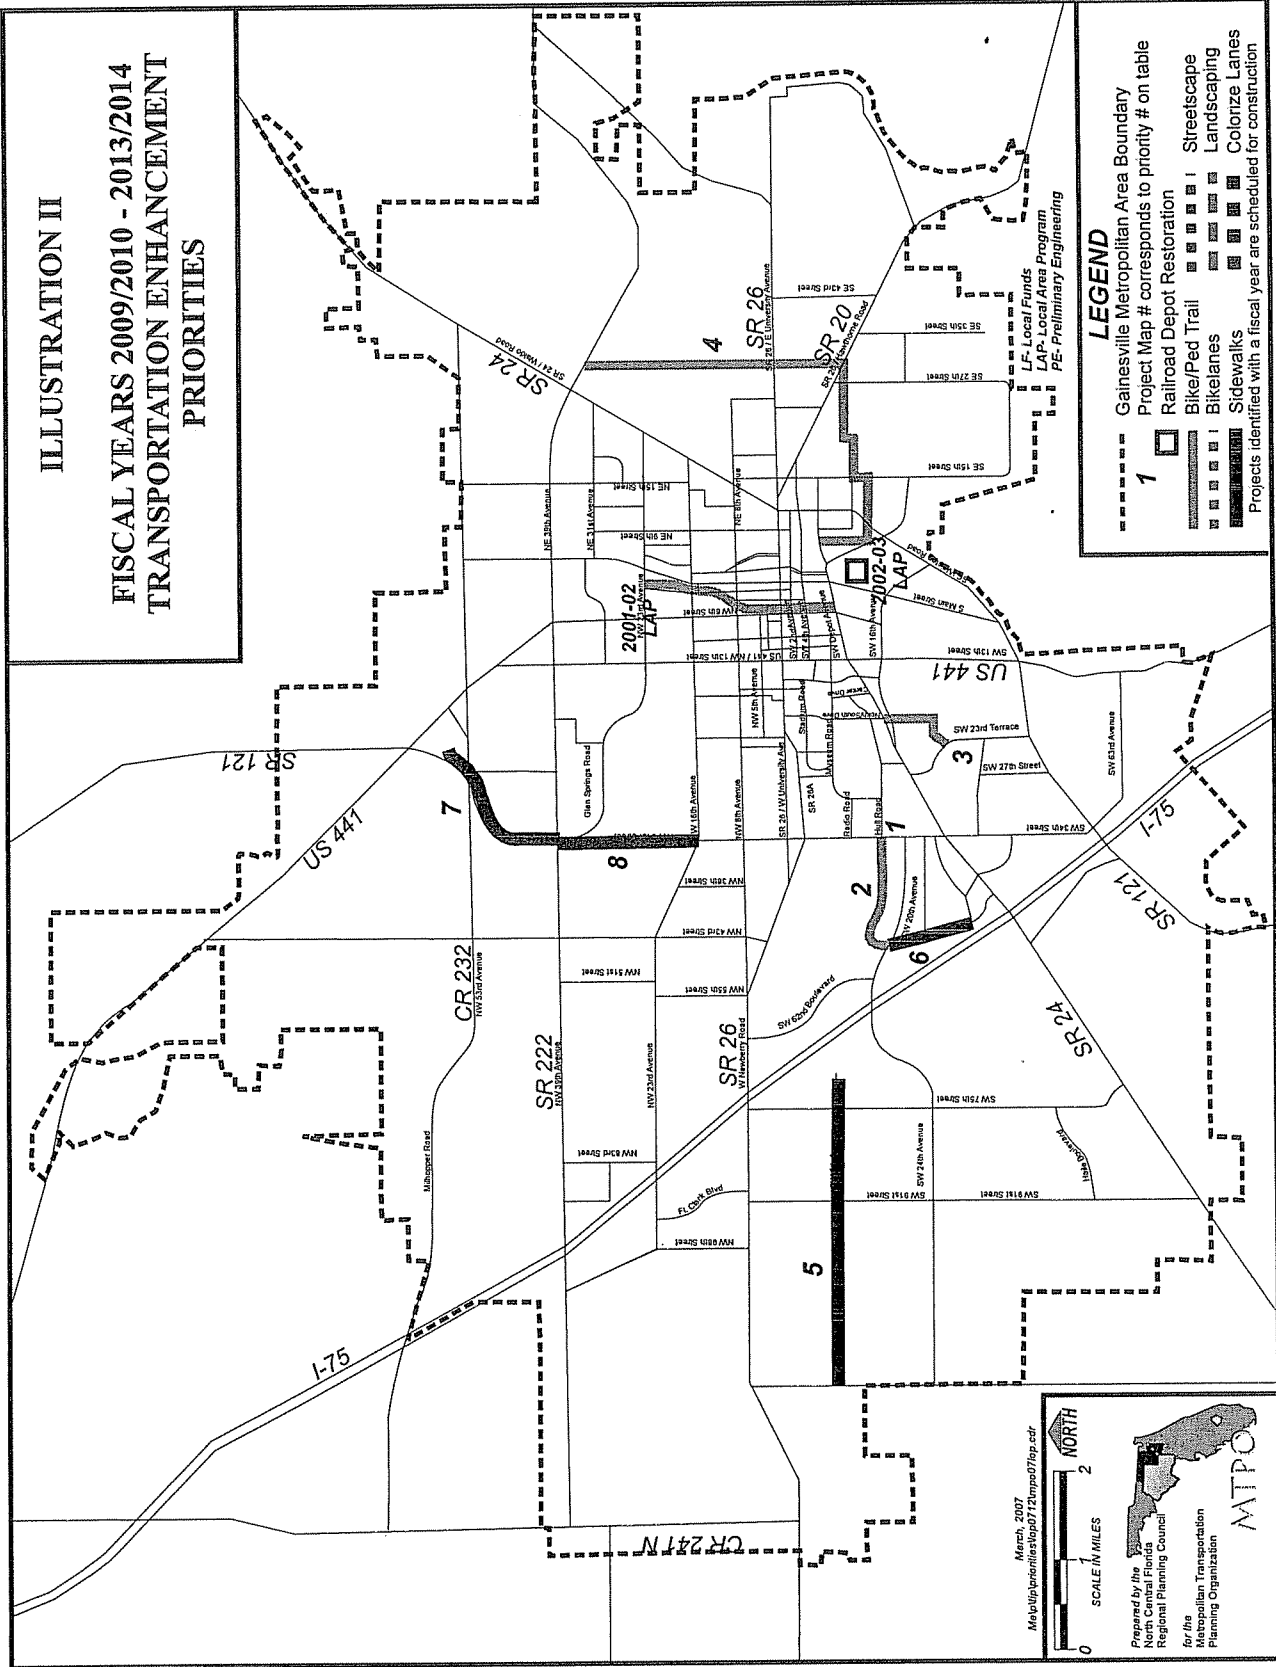 ILLUSTRATION II
FISCAL YEARS 2009/2010 - 2013/2014
TRANSPORTATION ENHANCEMENT
PRIORITIES
SR 121
US 441
SR 24
SR 24 / Waldo Road
CR 232
NW 53rd Avenue
Millhopper Road
7
8
SR 222
NW 39th Avenue
NE 39th Avenue
NE 31st Avenue
NE 15th Street
NE 9th Street
NE 8th Avenue
Glen Springs Road
2001-02
NW 23rd Avenue
LAP
NW 6th Street
US 441 / NW 13th Street
NW 16th Avenue
NW 8th Avenue
NW 5th Avenue
NW 36th Street
NW 43rd Street
NW 51st Street
NW 55th Street
NW 83rd Street
NW 98th Street
NW 23rd Avenue
Ft. Clark Blvd
I-75
SR 26
W Newberry Road
SR 26 / W University Ave
SR 26A
Stadium Road
Museum Road
Radio Road
Hull Road
SW 2nd Avenue
SW 4th Avenue
SW Depot Avenue
SW 16th Avenue
SR 26
SR 26 / E University Avenue
4
SR 20
SR 20 / Hawthorne Road
SE 43rd Street
SE 35th Street
SE 27th Street
SE 15th Street
2002-03
LAP
S Main Street
SW 13th Street
US 441
SW 23rd Terrace
SW 27th Street
SW 63rd Avenue
SW 34th Street
1
2
3
6
SW 20th Avenue
SW 62nd Boulevard
I-75
SR 121
SR 24
SW 75th Street
SW 24th Avenue
SW 91st Street
SW 91st Street
Haile Boulevard
5
CR 241 N
LF- Local Funds
LAP- Local Area Program
PE- Preliminary Engineering
LEGEND
Gainesville Metropolitan Area Boundary
1 Project Map # corresponds to priority # on table
Railroad Depot Restoration
Bike/Ped Trail
Streetscape
Bikelanes
Landscaping
Sidewalks
Colorize Lanes
Projects identified with a fiscal year are scheduled for construction
March, 2007
0 1 2
SCALE IN MILES
NORTH
Prepared by the
North Central Florida
Regional Planning Council
for the
Metropolitan Transportation
Planning Organization
MTPO